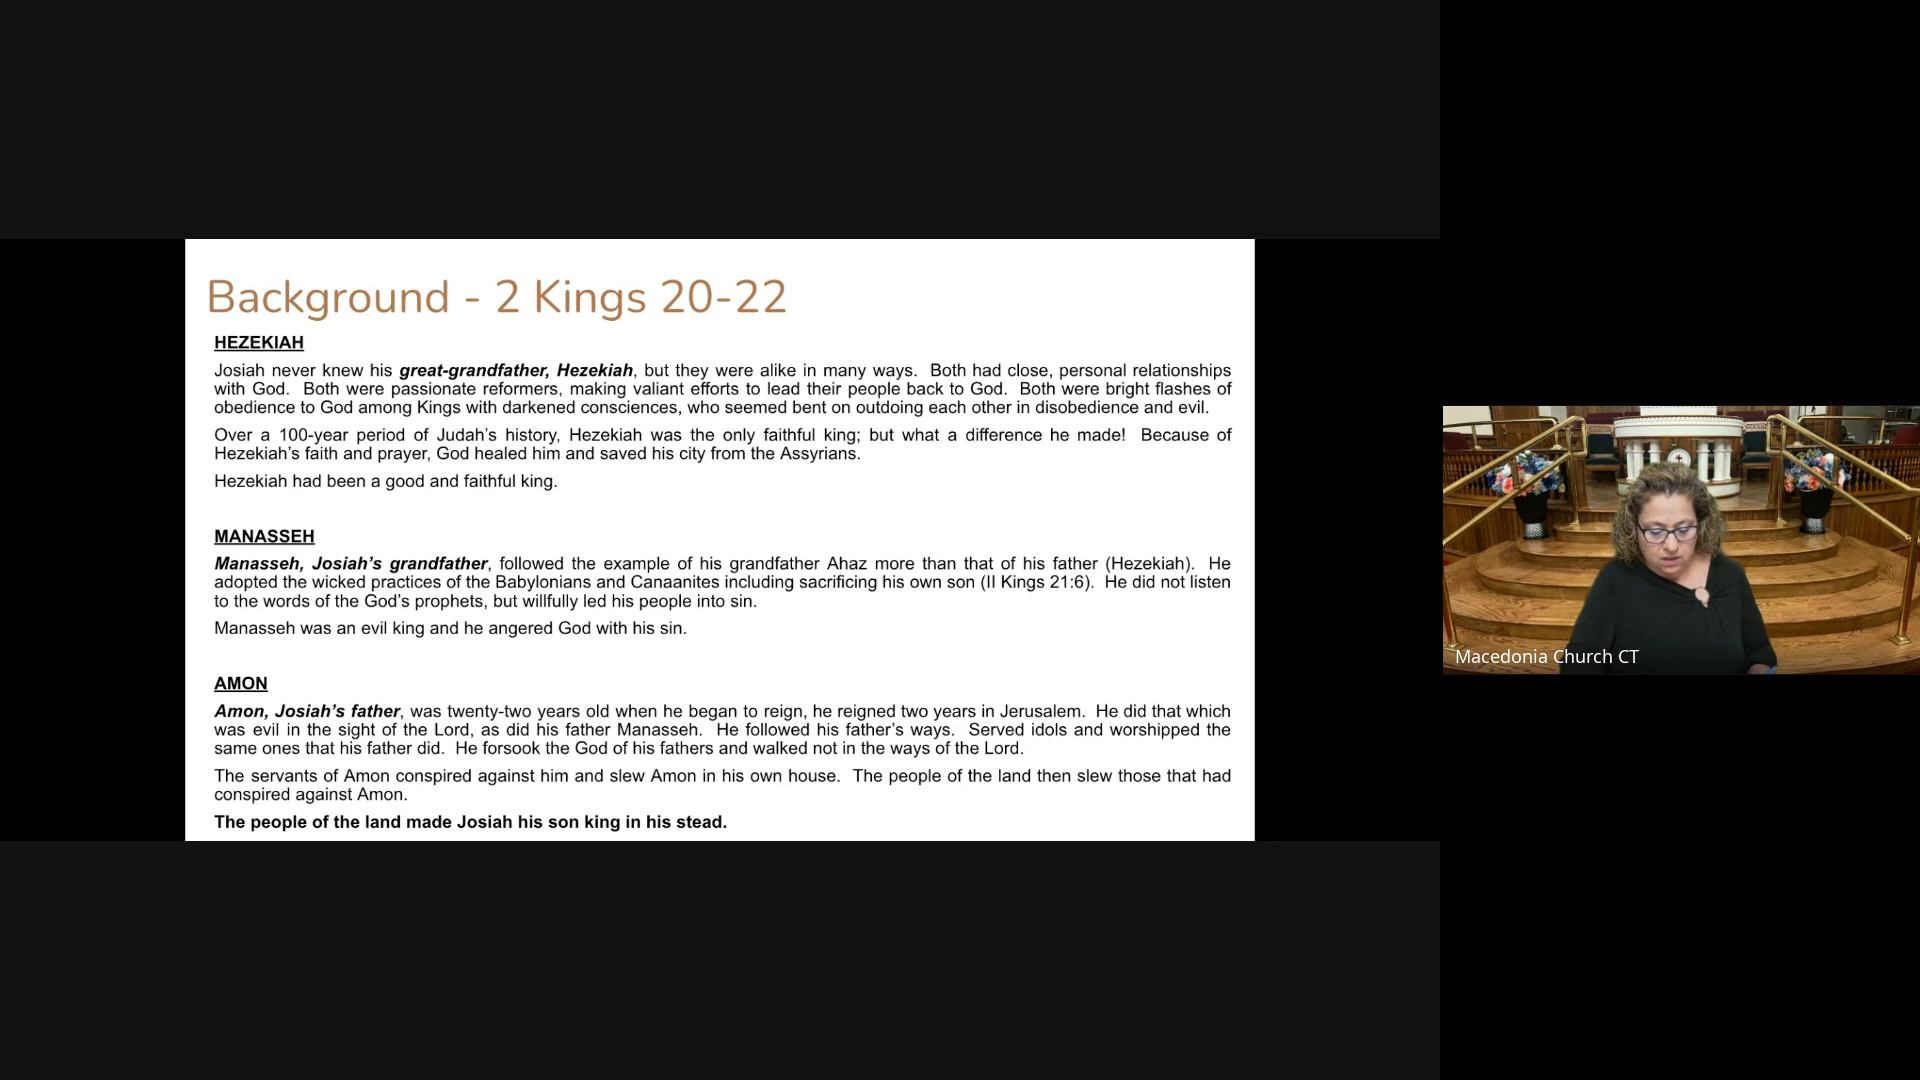 Background - 2 Kings 20-22
HEZEKIAH
Josiah never knew his great-grandfather, Hezekiah, but they were alike in many ways. Both had close, personal relationships
with God. Both were passionate reformers, making valiant efforts to lead their people back to God. Both were bright flashes of
obedience to God among Kings with darkened consciences, who seemed bent on outdoing each other in disobedience and evil.
Over a 100-year period of Judah’s history, Hezekiah was the only faithful king; but what a difference he made! Because of
Hezekiah’s faith and prayer, God healed him and saved his city from the Assyrians.
Hezekiah had been a good and faithful king.
MANASSEH
Manasseh, Josiah’s grandfather, followed the example of his grandfather Ahaz more than that of his father (Hezekiah). He
adopted the wicked practices of the Babylonians and Canaanites including sacrificing his own son (II Kings 21:6). He did not listen
to the words of the God’s prophets, but willfully led his people into sin.
Manasseh was an evil king and he angered God with his sin.
AMON
Amon, Josiah’s father, was twenty-two years old when he began to reign, he reigned two years in Jerusalem. He did that which
was evil in the sight of the Lord, as did his father Manasseh. He followed his father’s ways. Served idols and worshipped the
same ones that his father did. He forsook the God of his fathers and walked not in the ways of the Lord.
The servants of Amon conspired against him and slew Amon in his own house. The people of the land then slew those that had
conspired against Amon.
The people of the land made Josiah his son king in his stead.
Macedonia Church CT